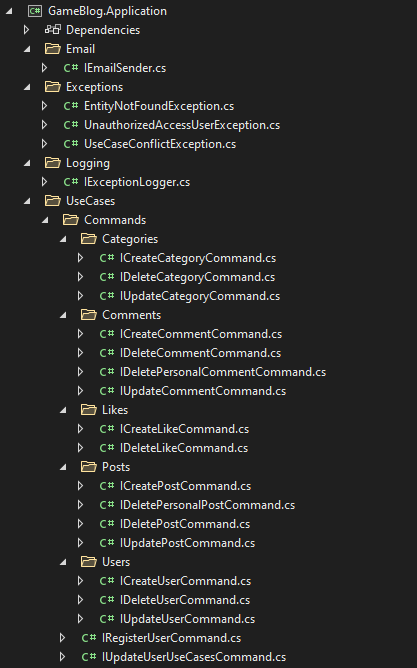 C# GameBlog.Application
Dependencies
Email
C# IEmailSender.cs
Exceptions
C# EntityNotFoundException.cs
C# UnauthorizedAccessUserException.cs
C# UseCaseConflictException.cs
Logging
C# IExceptionLogger.cs
UseCases
Commands
Categories
C# ICreateCategoryCommand.cs
C# IDeleteCategoryCommand.cs
C# IUpdateCategoryCommand.cs
Comments
C# ICreateCommentCommand.cs
C# IDeleteCommentCommand.cs
C# IDeletePersonalCommentCommand.cs
C# IUpdateCommentCommand.cs
Likes
C# ICreateLikeCommand.cs
C# IDeleteLikeCommand.cs
Posts
C# ICreatePostCommand.cs
C# IDeletePersonalPostCommand.cs
C# IDeletePostCommand.cs
C# IUpdatePostCommand.cs
Users
C# ICreateUserCommand.cs
C# IDeleteUserCommand.cs
C# IUpdateUserCommand.cs
C# IRegisterUserCommand.cs
C# IUpdateUserUseCasesCommand.cs